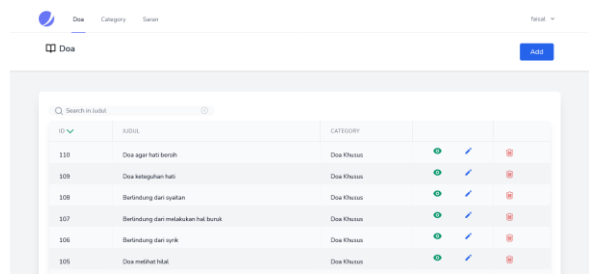 Doa Category Saran faisal
Doa Add
Search in Judul
ID JUDUL CATEGORY
110 Doa agar hati bersih Doa Khusus
109 Doa keteguhan hati Doa Khusus
108 Berlindung dari syaitan Doa Khusus
107 Berlindung dari melakukan hal buruk Doa Khusus
106 Berlindung dari syrik Doa Khusus
105 Doa melihat hilal Doa Khusus